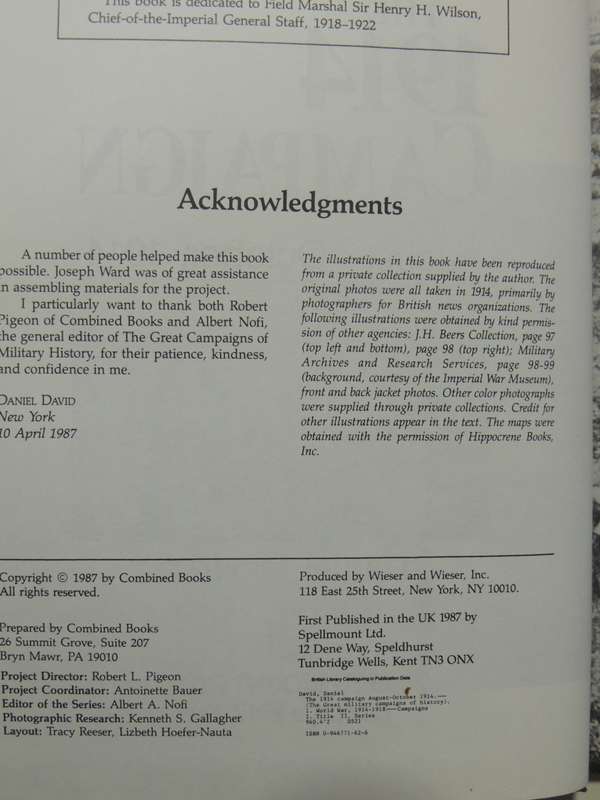 This book is dedicated to Field Marshal Sir Henry H. Wilson,
Chief-of-the-Imperial General Staff, 1918–1922
Acknowledgments
A number of people helped make this book
possible. Joseph Ward was of great assistance
in assembling materials for the project.
I particularly want to thank both Robert
Pigeon of Combined Books and Albert Nofi,
the general editor of The Great Campaigns of
Military History, for their patience, kindness,
and confidence in me.
DANIEL DAVID
New York
10 April 1987
The illustrations in this book have been reproduced
from a private collection supplied by the author. The
original photos were all taken in 1914, primarily by
photographers for British news organizations. The
following illustrations were obtained by kind permis-
sion of other agencies: J.H. Beers Collection, page 97
(top left and bottom), page 98 (top right); Military
Archives and Research Services, page 98-99
(background, courtesy of the Imperial War Museum),
front and back jacket photos. Other color photographs
were supplied through private collections. Credit for
other illustrations appear in the text. The maps were
obtained with the permission of Hippocrene Books,
Inc.
Copyright © 1987 by Combined Books
All rights reserved.
Prepared by Combined Books
26 Summit Grove, Suite 207
Bryn Mawr, PA 19010
Project Director: Robert L. Pigeon
Project Coordinator: Antoinette Bauer
Editor of the Series: Albert A. Nofi
Photographic Research: Kenneth S. Gallagher
Layout: Tracy Reeser, Lizbeth Hoefer-Nauta
Produced by Wieser and Wieser, Inc.
118 East 25th Street, New York, NY 10010.
First Published in the UK 1987 by
Spellmount Ltd.
12 Dene Way, Speldhurst
Tunbridge Wells, Kent TN3 ONX
British Library Cataloguing in Publication Data
David, Daniel
The 1914 campaign August-October 1914.——
(The Great military campaigns of history);
1. World War, 1914-1918——Campaigns
I. Title II. Series
940.4'2 D521
ISBN 0-946771-62-6